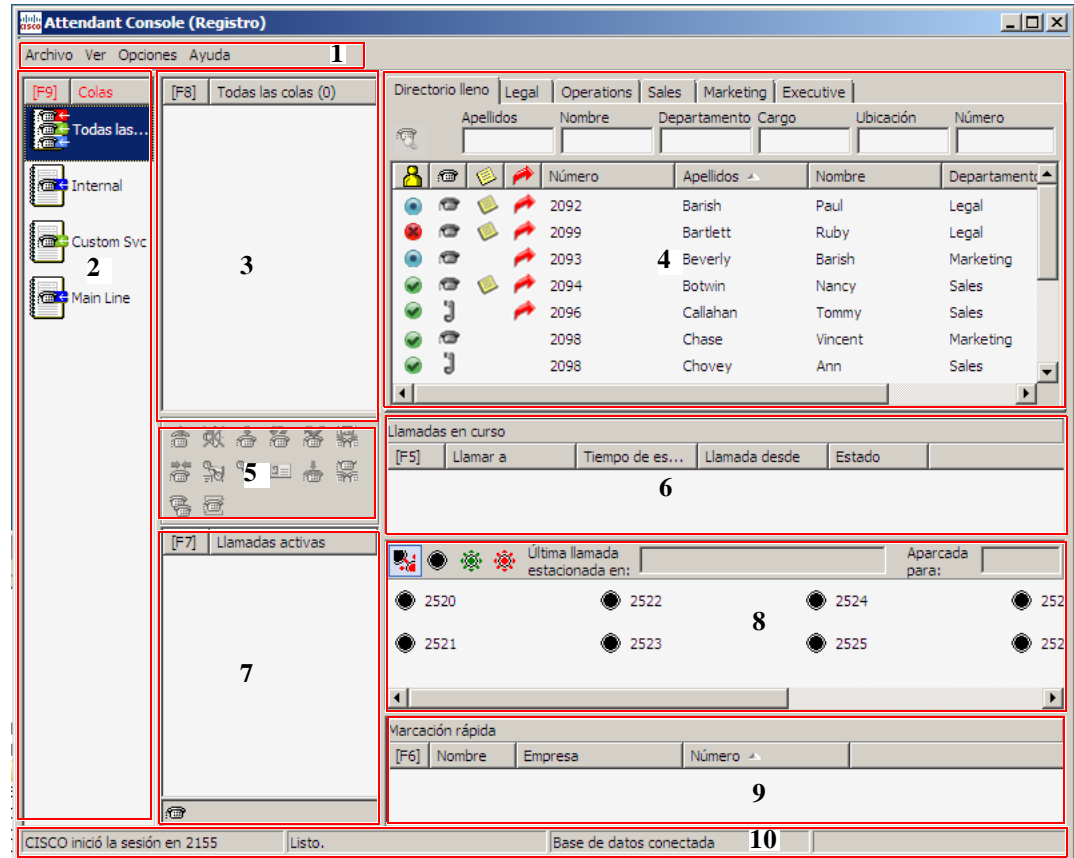 cisco Attendant Console (Registro)
Archivo Ver Opciones Ayuda 1
[F9] Colas
Todas las...
Internal
Custom Svc
2
Main Line
[F8] Todas las colas (0)
3
Directorio lleno Legal Operations Sales Marketing Executive
Apellidos Nombre Departamento Cargo Ubicación Número
Número Apellidos Nombre Departamento
2092 Barish Paul Legal
2099 Bartlett Ruby Legal
2093 4 Beverly Barish Marketing
2094 Botwin Nancy Sales
2096 Callahan Tommy Sales
2098 Chase Vincent Marketing
2098 Chovey Ann Sales
5
Llamadas en curso
[F5] Llamar a Tiempo de es... Llamada desde Estado
6
[F7] Llamadas activas
7
Última llamada estacionada en: Aparcada para:
2520 2522 2524 252
8
2521 2523 2525 252
Marcación rápida
[F6] Nombre Empresa Número
9
CISCO inició la sesión en 2155 Listo. Base de datos conectada 10